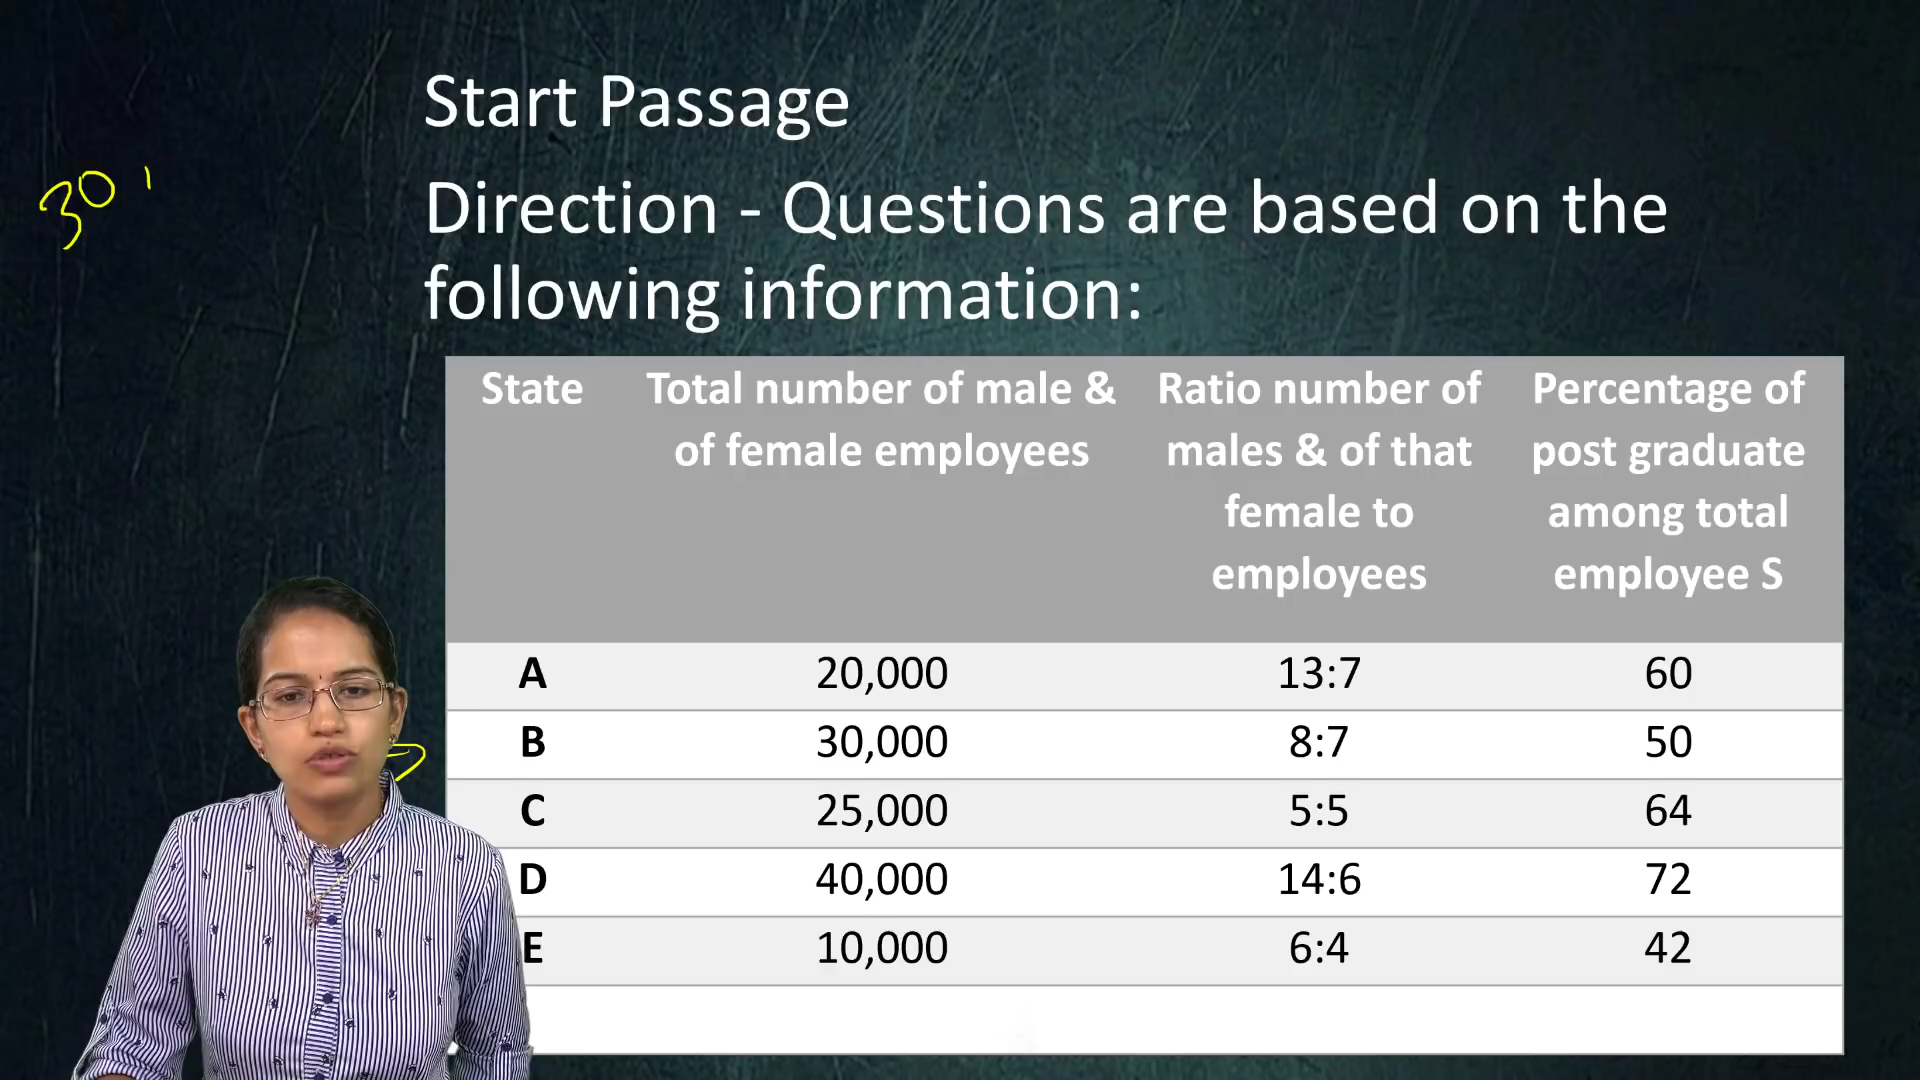 Start Passage
30 '
Direction - Questions are based on the
following information:
State Total number of male & of female employees Ratio number of males & of that female to employees Percentage of post graduate among total employee S
A 20,000 13:7 60
B 30,000 8:7 50
C 25,000 5:5 64
D 40,000 14:6 72
E 10,000 6:4 42